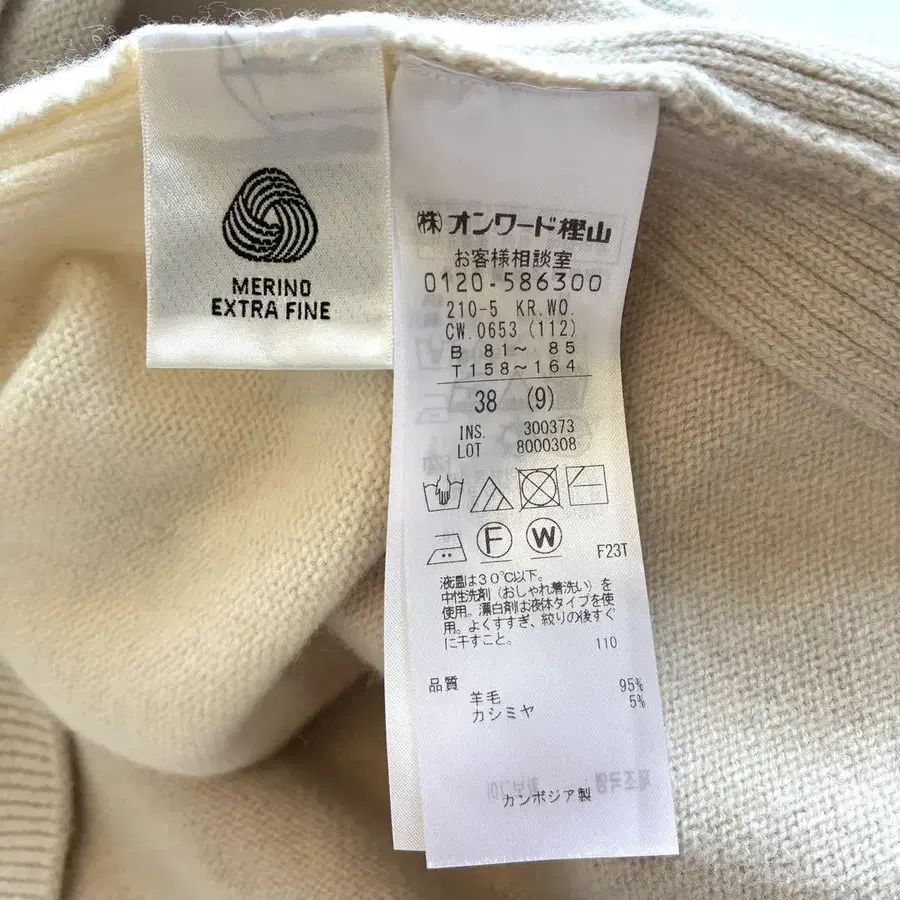 MERINO
EXTRA FINE
㈱オンワード樫山
お客様相談室
0120-586300
210-5 KR.WO.
CW.0653 (112)
B 81～ 85
T158～164
38 (9)
INS. 300373
LOT 8000308
F
W
F23T
液温は30℃以下。
中性洗剤（おしゃれ着洗い）を
使用。漂白剤は液体タイプを使
用。よくすすぎ、絞りの後すぐ
に干すこと。
110
品質
羊毛 95%
カシミヤ 5%
カンボジア製